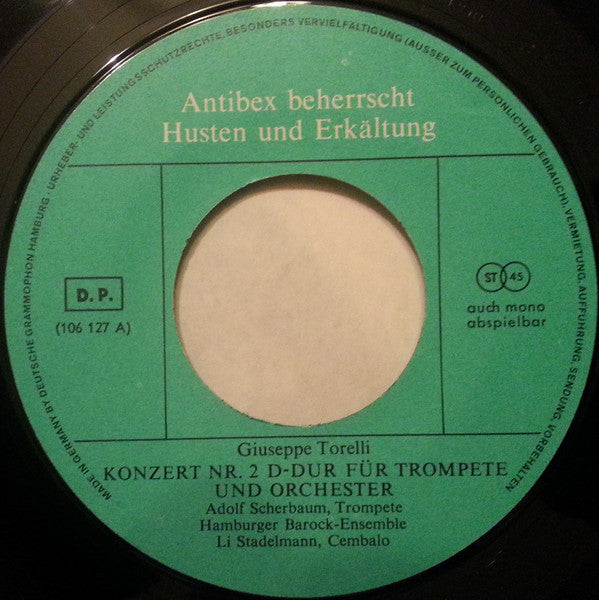 MADE IN GERMANY BY DEUTSCHE GRAMMOPHON HAMBURG · URHEBER- UND LEISTUNGSSCHUTZRECHTE, BESONDERS VERVIELFÄLTIGUNG (AUSSER ZUM PERSÖNLICHEN GEBRAUCH), VERMIETUNG, AUFFÜHRUNG, SENDUNG VORBEHALTEN
Antibex beherrscht
Husten und Erkältung
D. P.
(106 127 A)
ST 45
auch mono
abspielbar
Giuseppe Torelli
KONZERT NR. 2 D-DUR FÜR TROMPETE
UND ORCHESTER
Adolf Scherbaum, Trompete
Hamburger Barock-Ensemble
Li Stadelmann, Cembalo